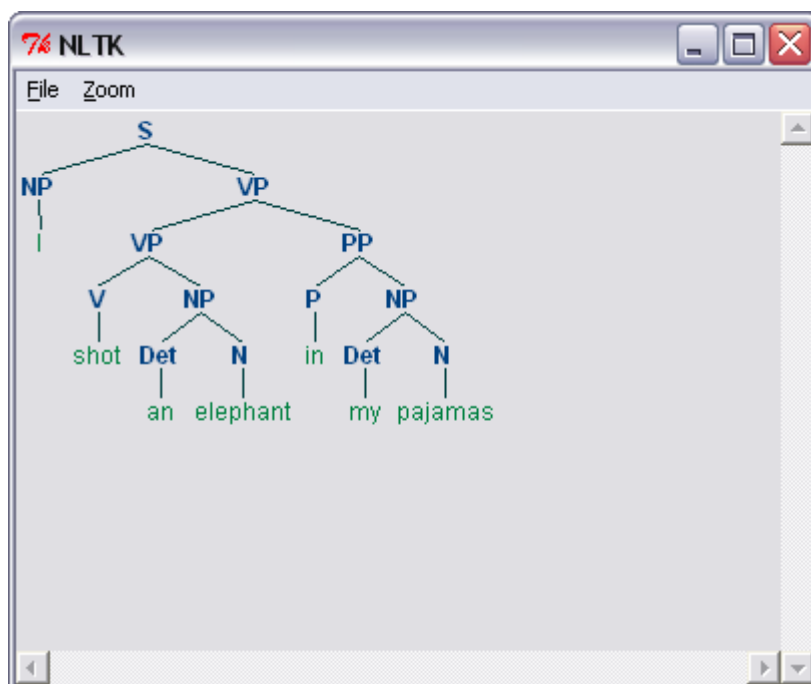 NLTK
File Zoom
S
NP VP
I VP PP
V NP P NP
shot Det N in Det N
an elephant my pajamas